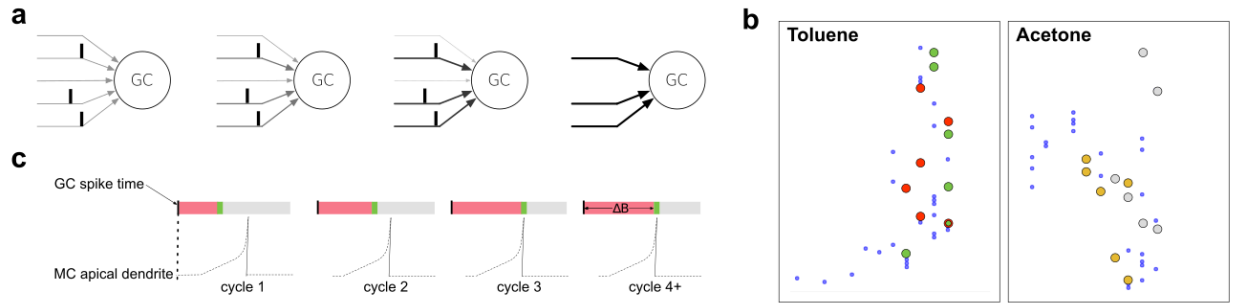 a
GC
GC
GC
GC
b
Toluene
Acetone
c
GC spike time
ΔB
MC apical dendrite
cycle 1
cycle 2
cycle 3
cycle 4+